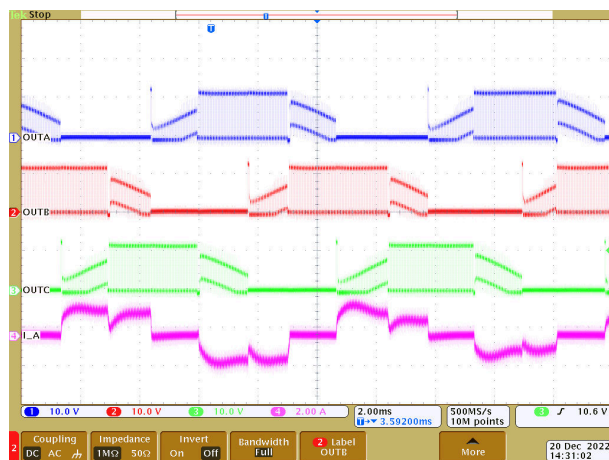 Tek Stop
T
T
1 OUTA
2 OUTB
3 OUTC
4 I_A
1 10.0 V 2 10.0 V 3 10.0 V 4 2.00 A 2.00ms 500MS/s 3 10.6 V
T→▾ 3.59200ms 10M points
2 Coupling Impedance Invert Bandwidth 2 Label More 20 Dec 2022
DC AC 1MΩ 50Ω On Off Full OUTB 14:31:02